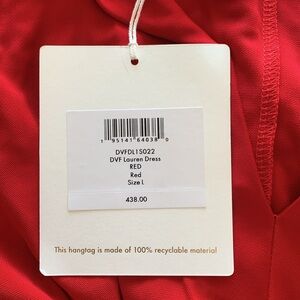 1 95141 64038 0
DVFDL1S022
DVF Lauren Dress
RED
Red
Size L
438.00
This hangtag is made of 100% recyclable material